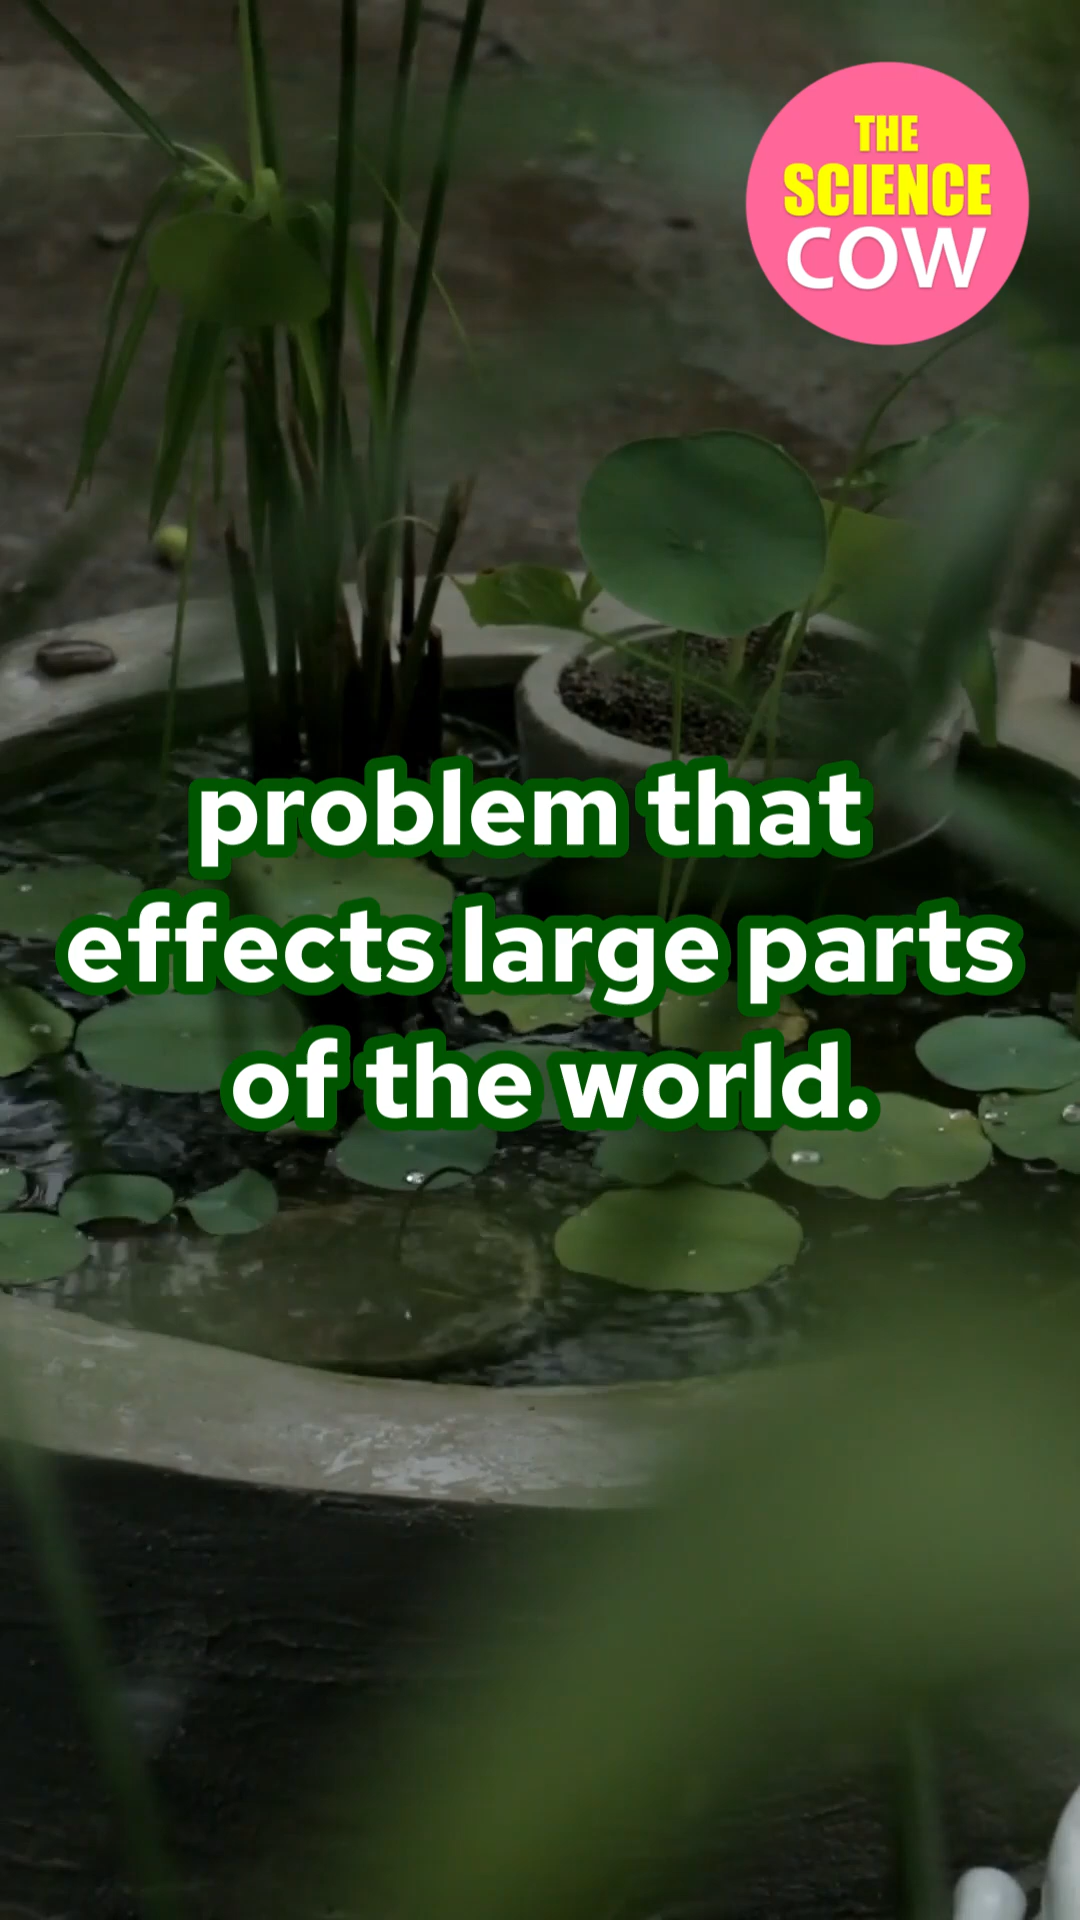 THE
SCIENCE
COW
problem that
effects large parts
of the world.